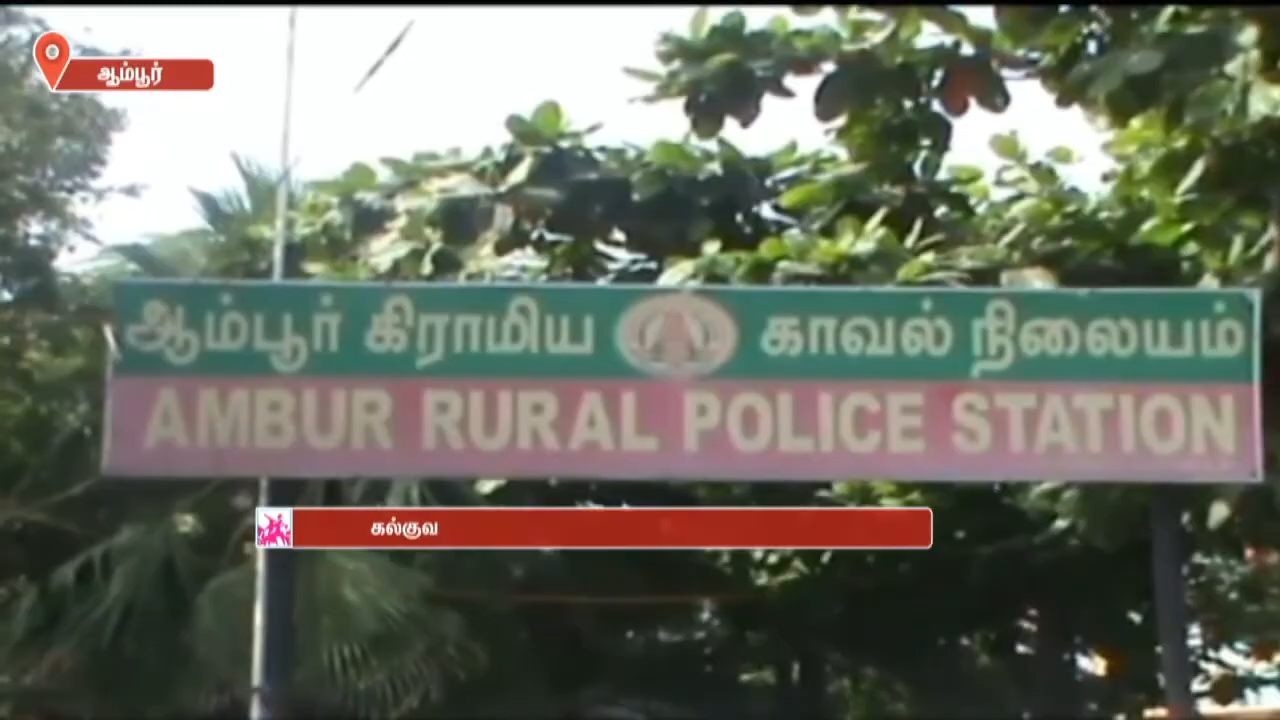 ஆம்பூர்
ஆம்பூர் கிராமிய காவல் நிலையம்
AMBUR RURAL POLICE STATION
கல்குவ